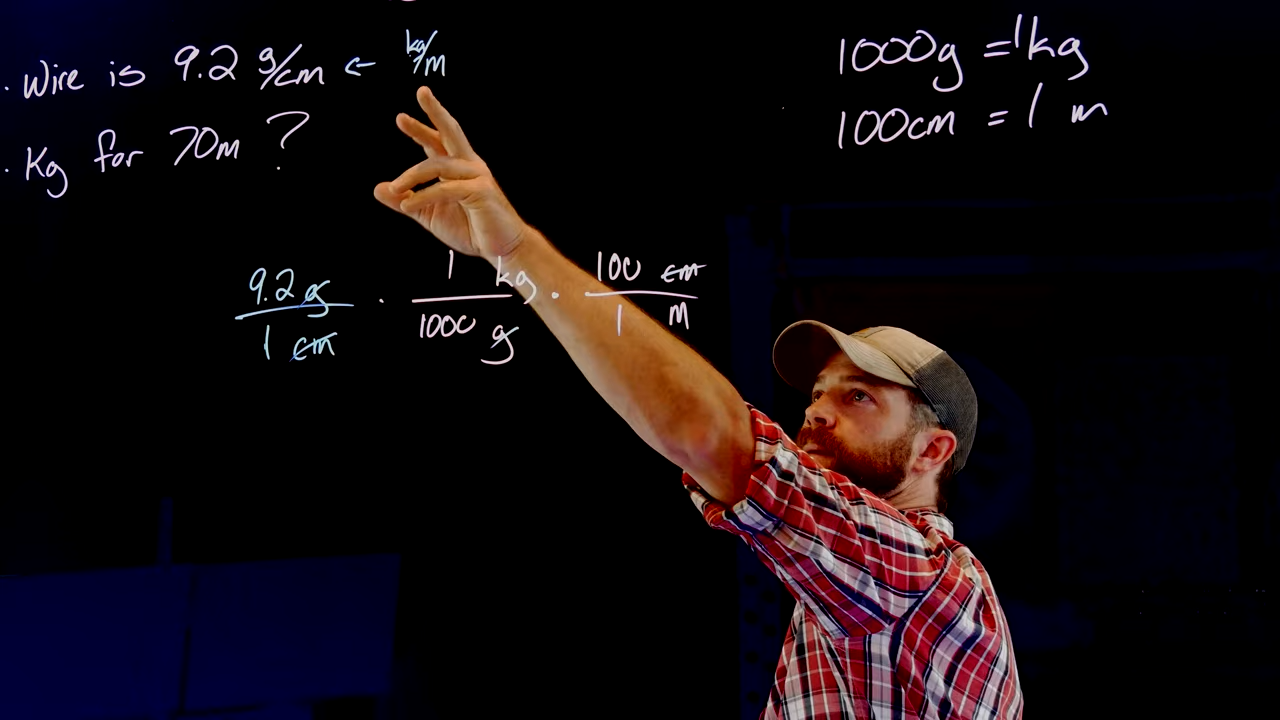 · Wire is 9.2 g/cm ← kg/m
· Kg for 70m ?
1000g = 1kg
100cm = 1 m
9.2 g / 1 cm · 1 kg / 1000 g · 100 cm / 1 m